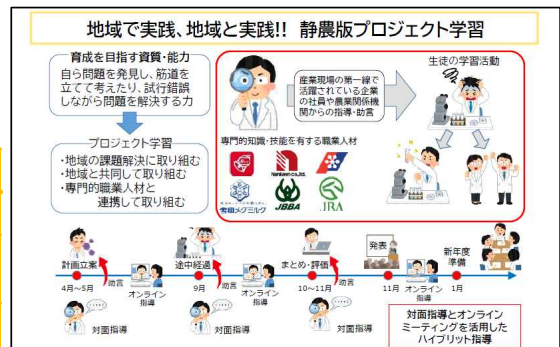 地域で実践、地域と実践!! 静農版プロジェクト学習
育成を目指す資質・能力
自ら問題を発見し、筋道を
立てて考えたり、試行錯誤
しながら問題を解決する力
プロジェクト学習
・地域の課題解決に取り組む
・地域と共同して取り組む
・専門的職業人材と
連携して取り組む
産業現場の第一線で
活躍されている企業
の社員や農業関係機
関からの指導・助言
生徒の学習活動
専門的知識・技能を有する職業人材
雪印メグミルク
JBBA
JRA
計画立案
途中経過
まとめ・評価
発表
新年度
準備
4月~5月
助言
オンライン
指導
9月
助言
オンライン
指導
10~11月
助言
11月
オンライン
指導
1月
対面指導
対面指導
対面指導
対面指導とオンライン
ミーティングを活用した
ハイブリット指導